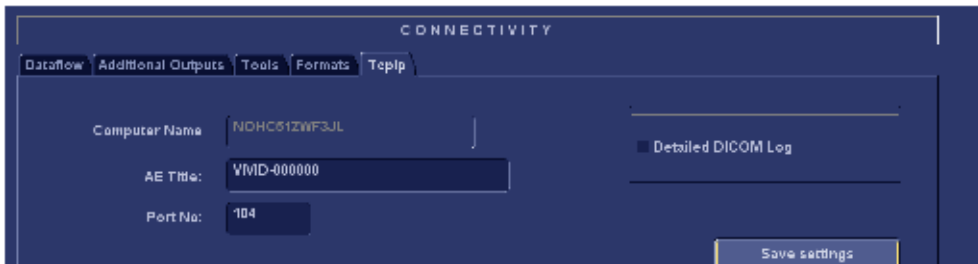 CONNECTIVITY
Dataflow Additional Outputs Tools Formats Tcpip
Computer Name NOHC51ZWF3JL
Detailed DICOM Log
AE Title: VIVID-000000
Port No: 104
Save settings